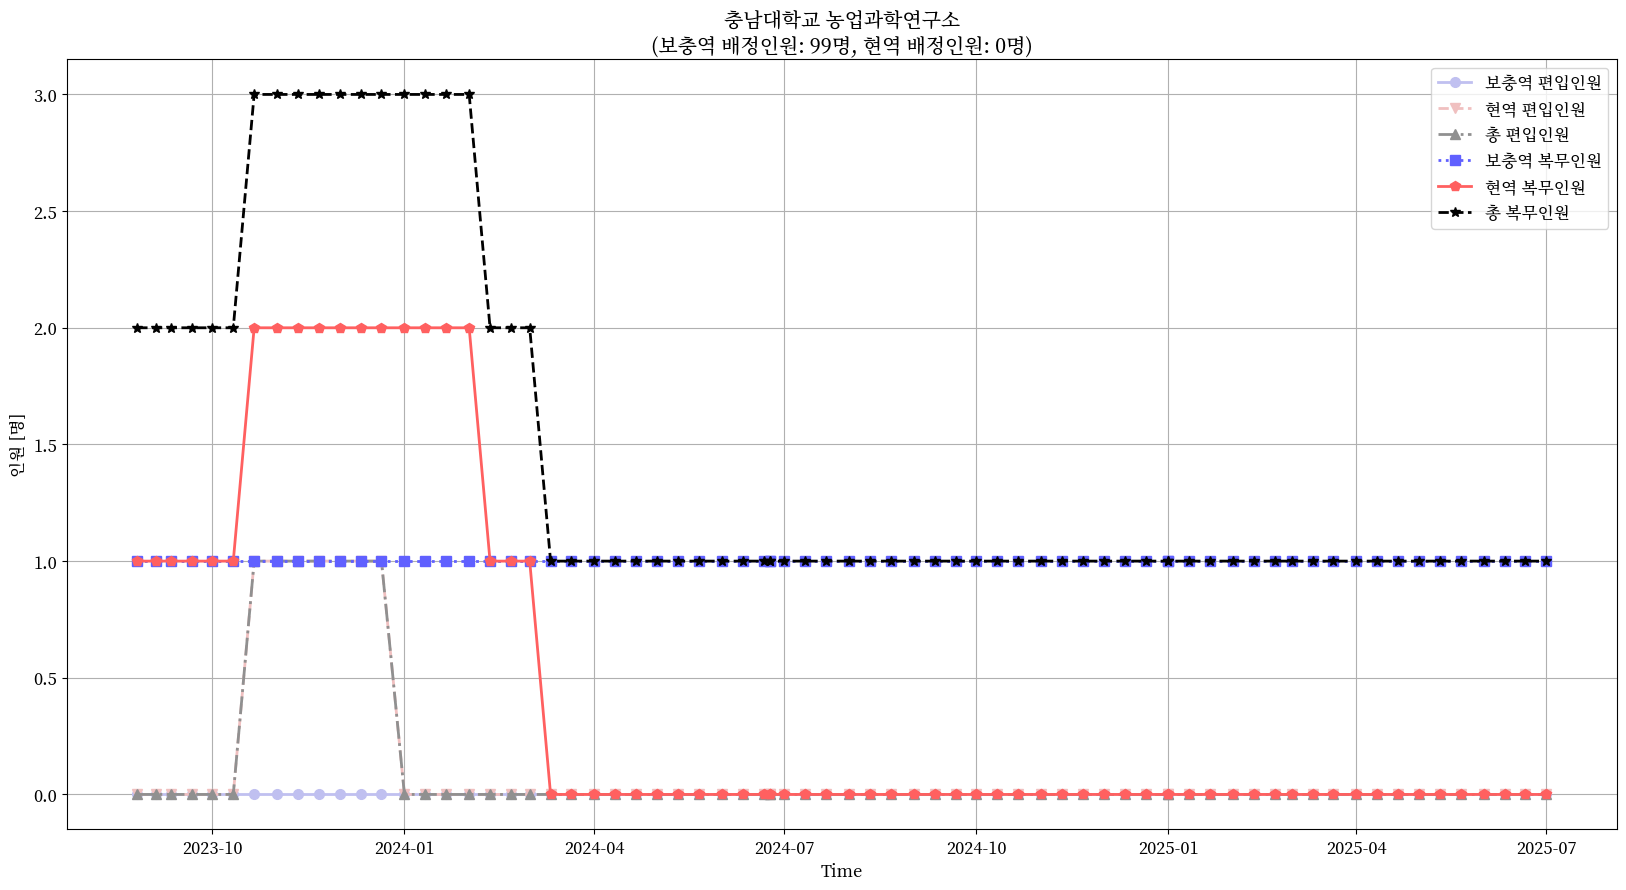 충남대학교 농업과학연구소
(보충역 배정인원: 99명, 현역 배정인원: 0명)
보충역 편입인원
현역 편입인원
총 편입인원
보충역 복무인원
현역 복무인원
총 복무인원
인원 [명]
3.0
2.5
2.0
1.5
1.0
0.5
0.0
2023-10
2024-01
2024-04
2024-07
2024-10
2025-01
2025-04
2025-07
Time